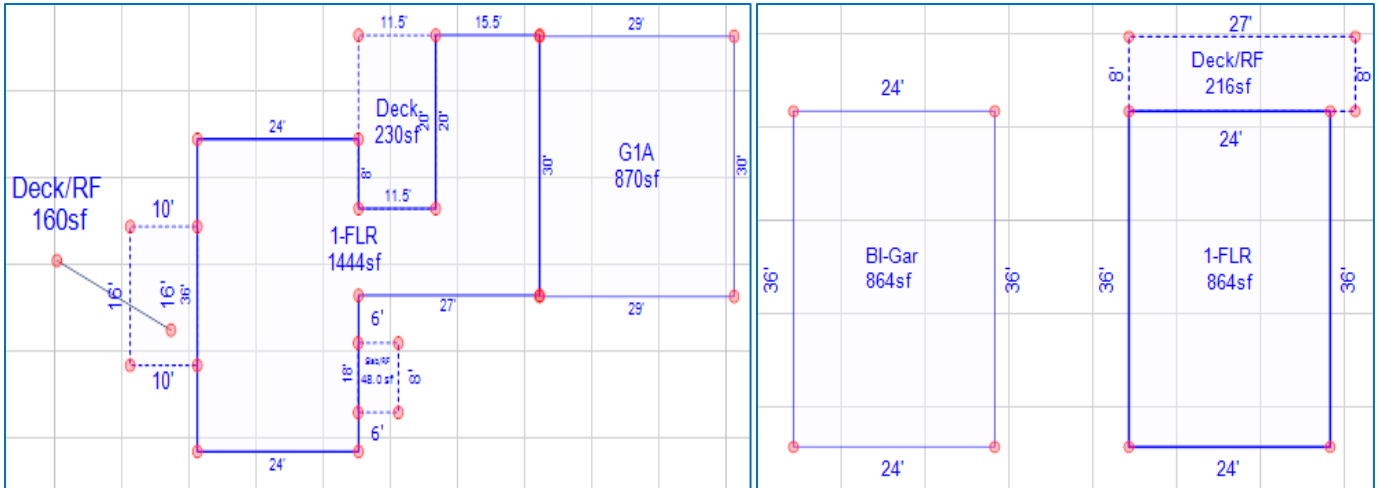 11.5'
15.5'
29'
Deck
230sf
20'
20'
24'
8'
30'
G1A
870sf
30'
Deck/RF
160sf
10'
11.5'
1-FLR
1444sf
16'
16'
36'
27'
29'
6'
10'
18'
Slab/RF
48.0 sf
8'
6'
24'
27'
8'
Deck/RF
216sf
8'
24'
24'
36'
BI-Gar
864sf
36'
36'
1-FLR
864sf
36'
24'
24'